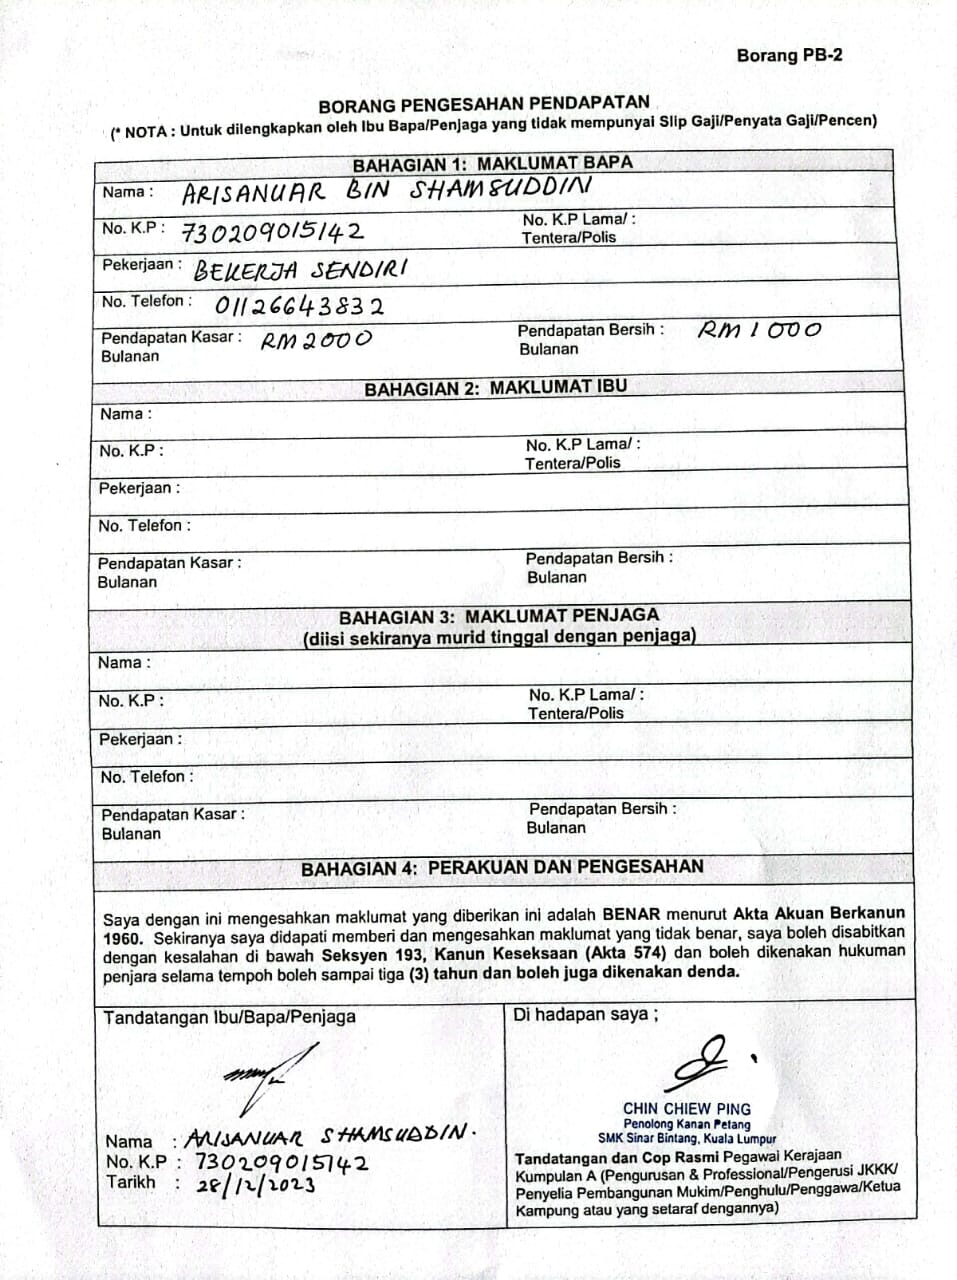 Borang PB-2
BORANG PENGESAHAN PENDAPATAN
(* NOTA : Untuk dilengkapkan oleh Ibu Bapa/Penjaga yang tidak mempunyai Slip Gaji/Penyata Gaji/Pencen)
BAHAGIAN 1: MAKLUMAT BAPA
Nama : ARISANUAR BIN SHAMSUDDIN
No. K.P : 730209015142 No. K.P Lama/ :
Tentera/Polis
Pekerjaan : BEKERJA SENDIRI
No. Telefon : 01126643832
Pendapatan Kasar : RM2000 Pendapatan Bersih : RM1000
Bulanan Bulanan
BAHAGIAN 2: MAKLUMAT IBU
Nama :
No. K.P : No. K.P Lama/ :
Tentera/Polis
Pekerjaan :
No. Telefon :
Pendapatan Kasar : Pendapatan Bersih :
Bulanan Bulanan
BAHAGIAN 3: MAKLUMAT PENJAGA
(diisi sekiranya murid tinggal dengan penjaga)
Nama :
No. K.P : No. K.P Lama/ :
Tentera/Polis
Pekerjaan :
No. Telefon :
Pendapatan Kasar : Pendapatan Bersih :
Bulanan Bulanan
BAHAGIAN 4: PERAKUAN DAN PENGESAHAN
Saya dengan ini mengesahkan maklumat yang diberikan ini adalah BENAR menurut Akta Akuan Berkanun
1960. Sekiranya saya didapati memberi dan mengesahkan maklumat yang tidak benar, saya boleh disabitkan
dengan kesalahan di bawah Seksyen 193, Kanun Keseksaan (Akta 574) dan boleh dikenakan hukuman
penjara selama tempoh boleh sampai tiga (3) tahun dan boleh juga dikenakan denda.
Tandatangan Ibu/Bapa/Penjaga
Nama : ARISANUAR SHAMSUDDIN.
No. K.P : 730209015142
Tarikh : 28/12/2023
Di hadapan saya ;
CHIN CHIEW PING
Penolong Kanan Petang
SMK Sinar Bintang, Kuala Lumpur
Tandatangan dan Cop Rasmi Pegawai Kerajaan
Kumpulan A (Pengurusan & Professional/Pengerusi JKKK/
Penyelia Pembangunan Mukim/Penghulu/Penggawa/Ketua
Kampung atau yang setaraf dengannya)